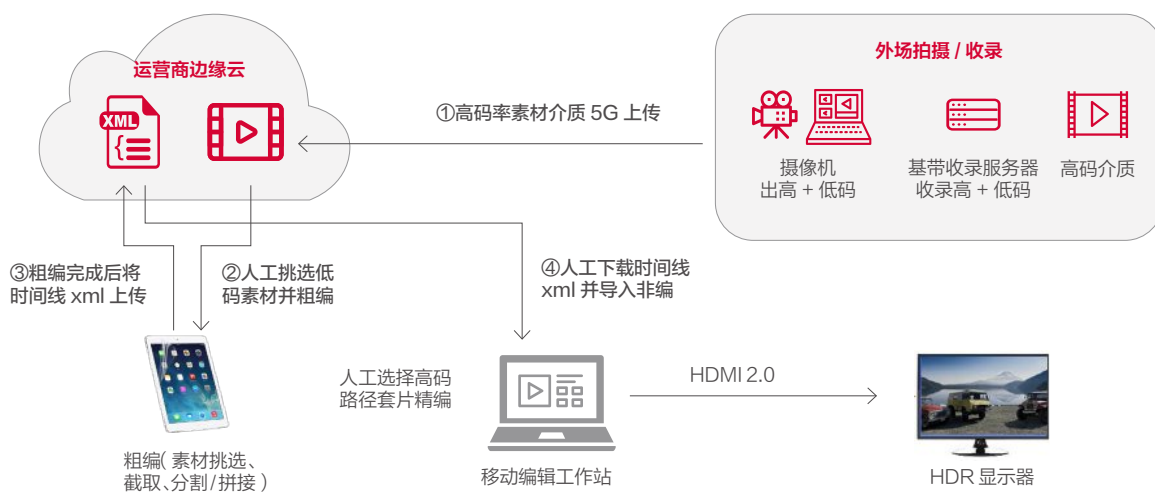 运营商边缘云
XML
外场拍摄 / 收录
①高码率素材介质 5G 上传
摄像机
出高 + 低码
基带收录服务器
收录高 + 低码
高码介质
③粗编完成后将
时间线 xml 上传
②人工挑选低
码素材并粗编
④人工下载时间线
xml 并导入非编
人工选择高码
路径套片精编
HDMI 2.0
粗编( 素材挑选、
截取、分割/拼接 )
移动编辑工作站
HDR 显示器